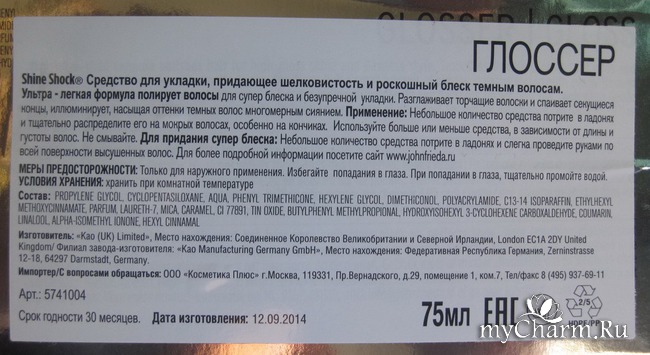 GLOSSER GLOSS
ГЛОССЕР
Shine Shock® Средство для укладки, придающее шелковистость и роскошный блеск темным волосам.
Ультра - легкая формула полирует волосы для супер блеска и безупречной укладки. Разглаживает торчащие волоски и спаивает секущиеся
концы, иллюминирует, насыщая оттенки темных волос многомерным сиянием. Применение: Небольшое количество средства потрите в ладонях
и тщательно распределите его на мокрых волосах, особенно на кончиках. Используйте больше или меньше средства, в зависимости от длины и
густоты волос. Не смывайте. Для придания супер блеска: Небольшое количество средства потрите в ладонях и слегка проведите руками по
всей поверхности высушенных волос. Для более подробной информации посетите сайт www.johnfrieda.ru
МЕРЫ ПРЕДОСТОРОЖНОСТИ: Только для наружного применения. Избегайте попадания в глаза. При попадании в глаза, тщательно промойте водой.
УСЛОВИЯ ХРАНЕНИЯ: хранить при комнатной температуре
Состав: PROPYLENE GLYCOL, CYCLOPENTASILOXANE, AQUA, PHENYL TRIMETHICONE, HEXYLENE GLYCOL, DIMETHICONOL, POLYACRYLAMIDE, C13-14 ISOPARAFFIN, ETHYLHEXYL
METHOXYCINNAMATE, PARFUM, LAURETH-7, MICA, CARAMEL, CI 77891, TIN OXIDE, BUTYLPHENYL METHYLPROPIONAL, HYDROXYISOHEXYL 3-CYCLOHEXENE CARBOXALDEHYDE, COUMARIN,
LINALOOL, ALPHA-ISOMETHYL IONONE, HEXYL CINNAMAL
Изготовитель: «Као (UK) Limited», Место нахождения: Соединенное Королевство Великобритании и Северной Ирландии, London EC1A 2DY United
Kingdom/ Филиал завода-изготовителя: «Као Manufacturing Germany GmbH», Место нахождения: Федеративная Республика Германия, Zerninstrasse
12-18, 64297 Darmstadt, Germany.
Импортер/С вопросами обращаться: ООО «Косметика Плюс» г.Москва, 119331, Пр.Вернадского, д.29, помещение 1, ком.7, Тел/факс 8 (495) 937-69-11
Арт.: 5741004
Срок годности 30 месяцев. Дата изготовления: 12.09.2014 75мл EAC 2/5
HDPE/PP
myCharm.Ru